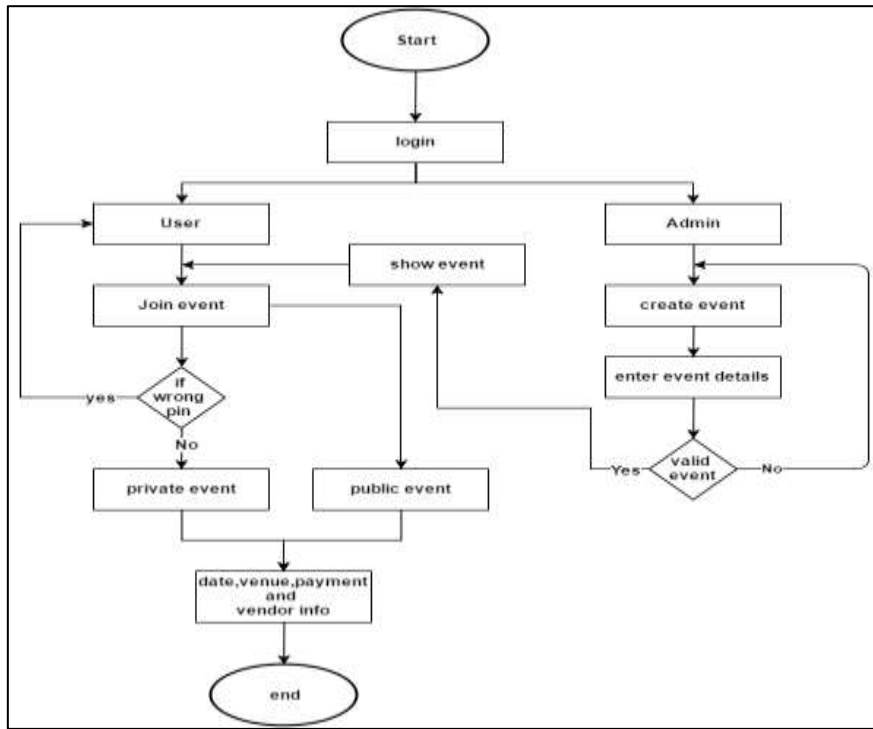 Start
login
User
Admin
show event
Join event
create event
enter event details
yes
if
wrong
pin
No
Yes
valid
event
No
private event
public event
date,venue,payment
and
vendor info
end